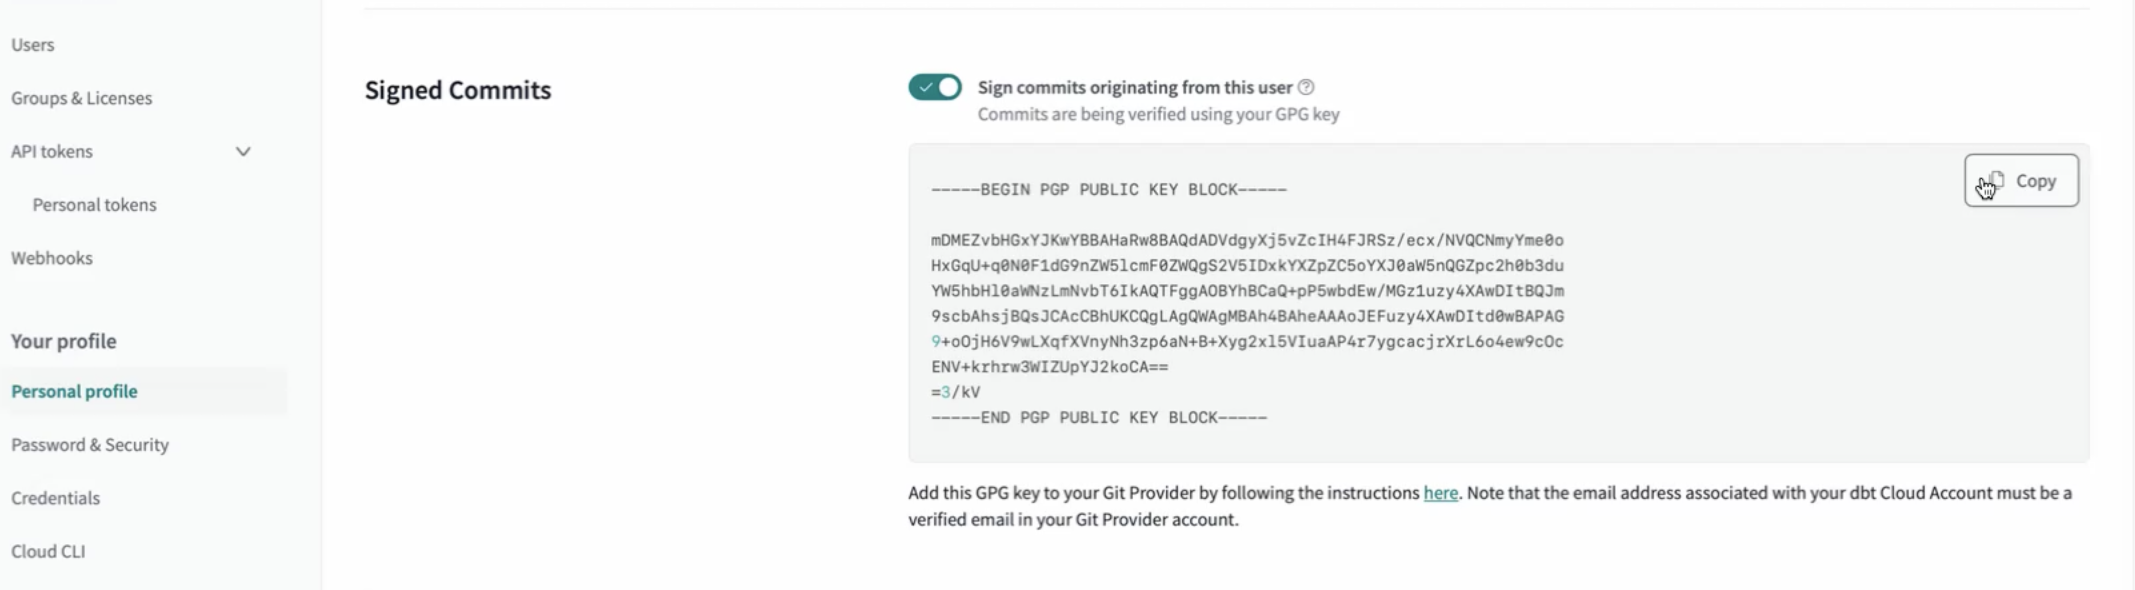 Users
Groups & Licenses
API tokens
Personal tokens
Webhooks
Your profile
Personal profile
Password & Security
Credentials
Cloud CLI
Signed Commits
Sign commits originating from this user
Commits are being verified using your GPG key
Copy
-----BEGIN PGP PUBLIC KEY BLOCK-----
mDMEZvbHGxYJKwYBBAHaRw8BAQdADVdgyXj5vZcIH4FJRSz/ecx/NVQCNmyYme0o
HxGqU+q0N0F1dG9nZW5lcmF0ZWQgS2V5IDxkYXZpZC5oYXJ0aW5nQGZpc2h0b3du
YW5hbHl0aWNzLmNvbT6IkAQTFggAOBYhBCaQ+pP5wbdEw/MGz1uzy4XAwDItBQJm
9scbAhsjBQsJCAcCBhUKCQgLAgQWAgMBAh4BAheAAAoJEFuzy4XAwDItd0wBAPAG
9+oOjH6V9wLXqfXVnyNh3zp6aN+B+Xyg2xl5VIuaAP4r7ygcacjrXrL6o4ew9cOc
ENV+krhrw3WIZUpYJ2koCA==
=3/kV
-----END PGP PUBLIC KEY BLOCK-----
Add this GPG key to your Git Provider by following the instructions here. Note that the email address associated with your dbt Cloud Account must be a
verified email in your Git Provider account.